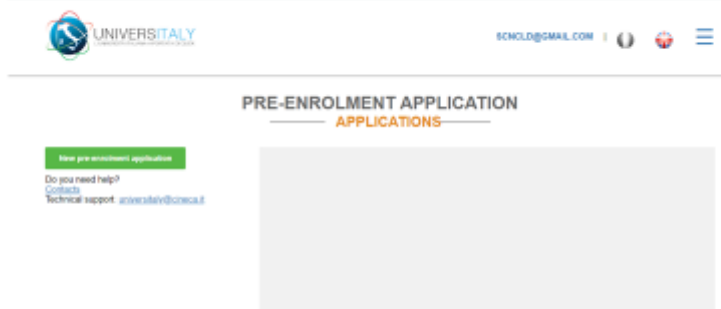 UNIVERSITALY
SCNCLD@GMAIL.COM |
PRE-ENROLMENT APPLICATION
APPLICATIONS
New pre-enrolment application
Do you need help?
Contacts
Technical support: universitaly@cineca.it